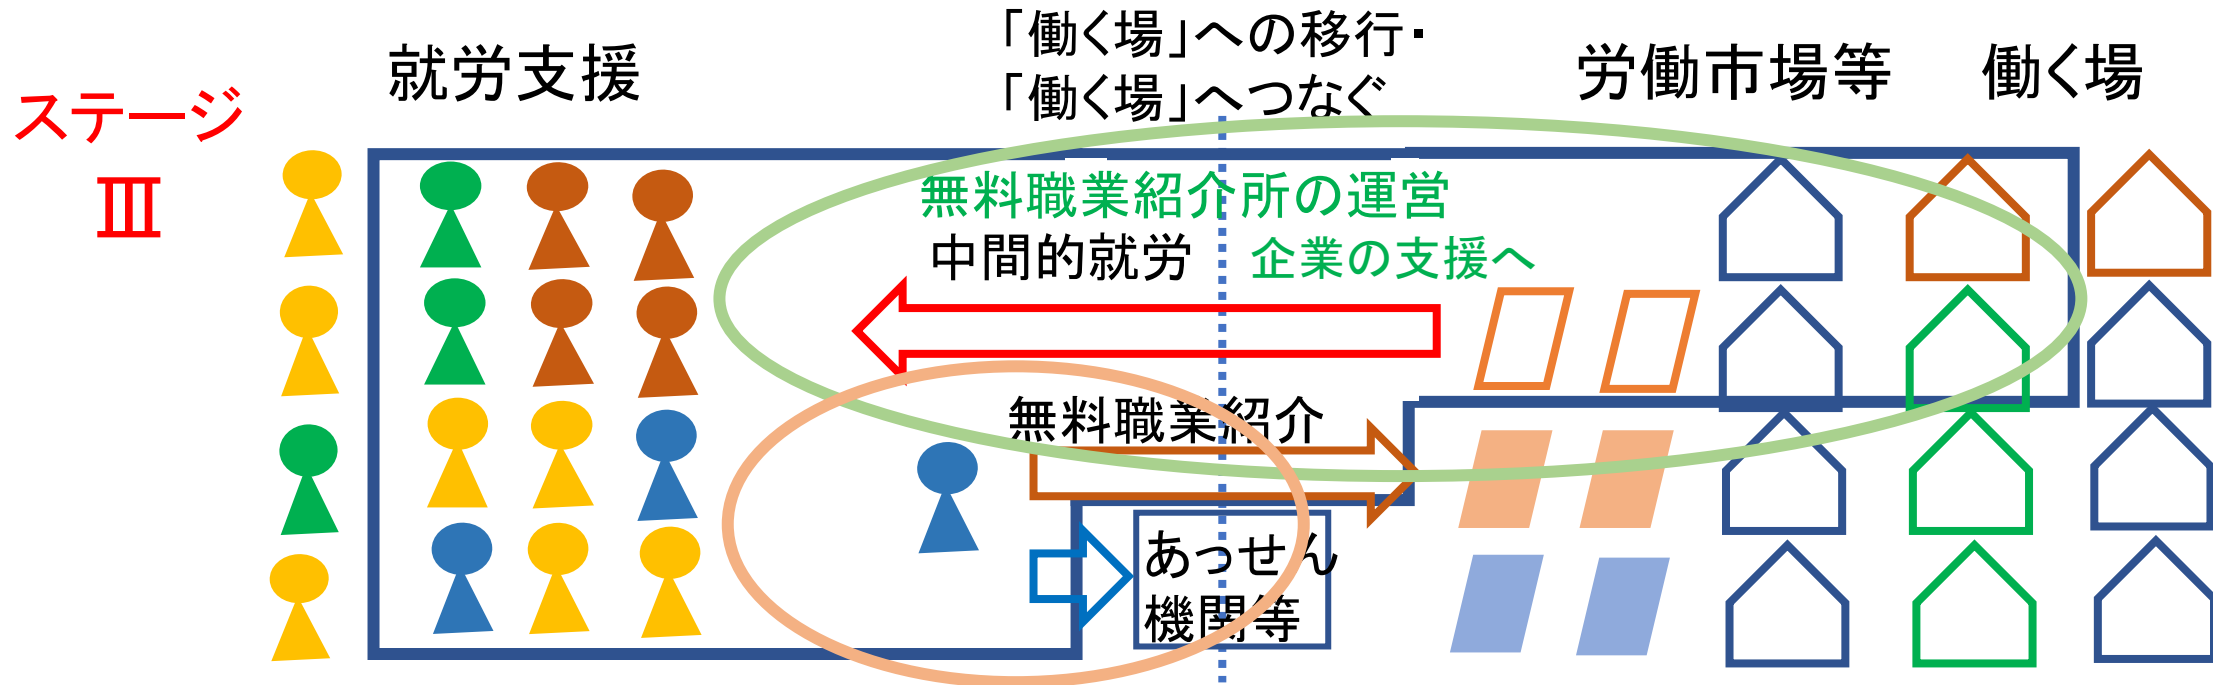 ステージ
Ⅲ
就労支援
「働く場」への移行・
「働く場」へつなぐ
労働市場等
働く場
無料職業紹介所の運営
中間的就労
企業の支援へ
無料職業紹介
あっせん
機関等